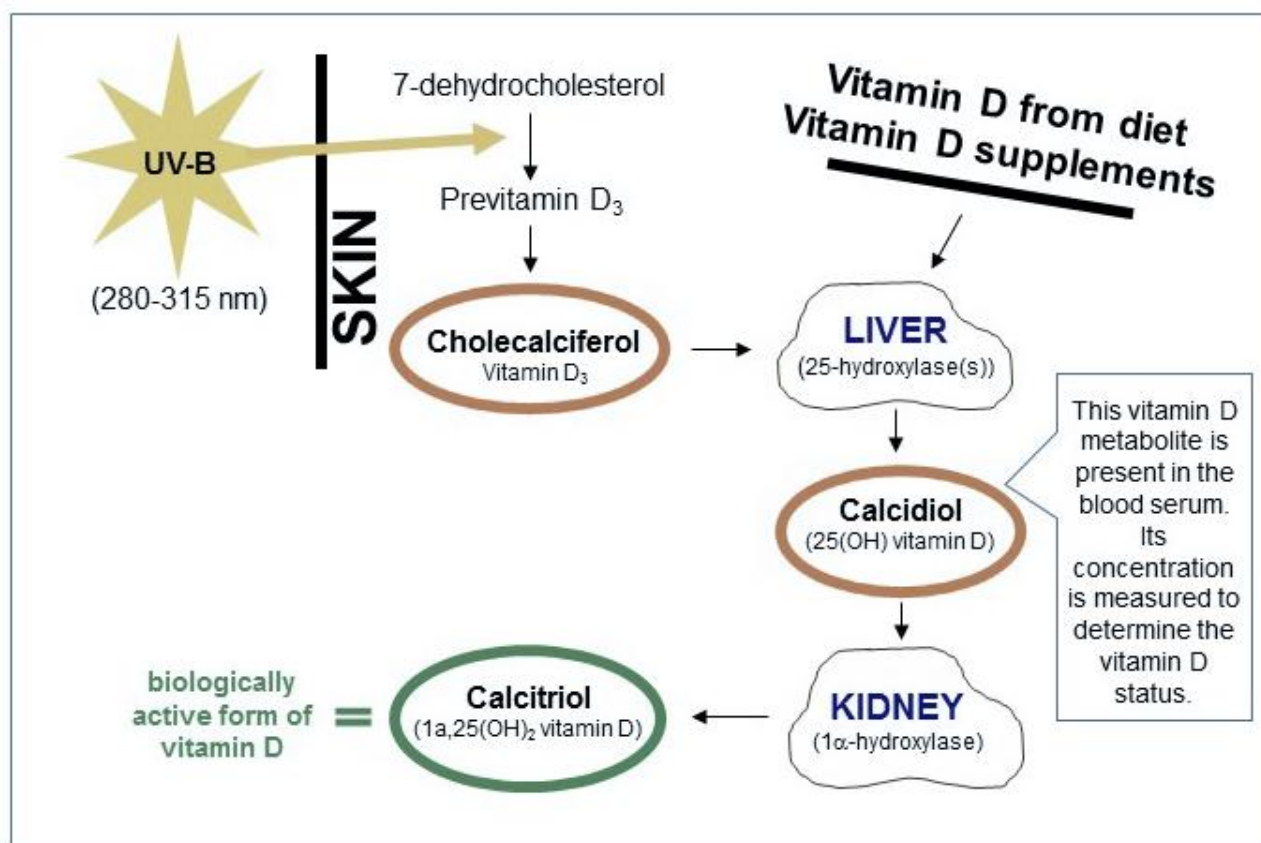 7-dehydrocholesterol
UV-B
Previtamin D₃
(280-315 nm)
SKIN
Cholecalciferol
Vitamin D₃
Vitamin D from diet
Vitamin D supplements
LIVER
(25-hydroxylase(s))
Calcidiol
(25(OH) vitamin D)
This vitamin D
metabolite is
present in the
blood serum.
Its
concentration
is measured to
determine the
vitamin D
status.
KIDNEY
(1α-hydroxylase)
Calcitriol
(1a,25(OH)₂ vitamin D)
=
biologically
active form of
vitamin D